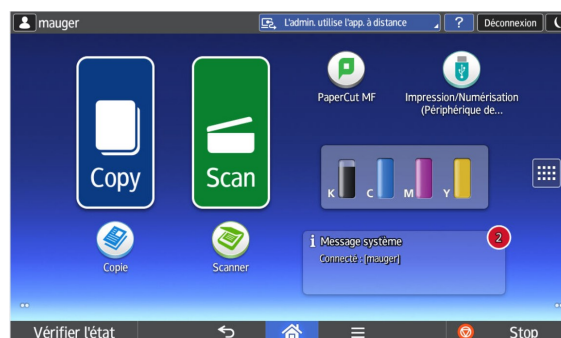 mauger
L'admin. utilise l'app. à distance
?
Déconnexion
Copy
Scan
PaperCut MF
Impression/Numérisation
(Périphérique de...
K C M Y
Copie
Scanner
Message système
2
Connecté : [mauger]
Vérifier l'état
Stop